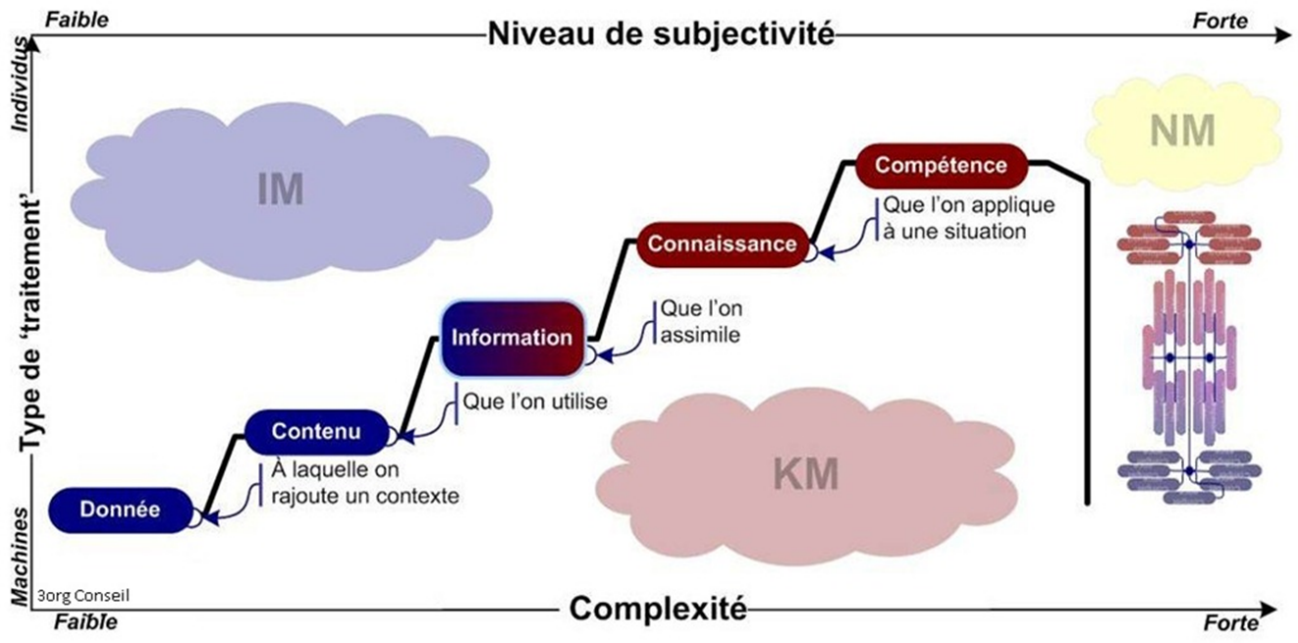 Faible
Forte
Niveau de subjectivité
Individus
Type de ‘traitement’
Machines
IM
NM
Compétence
Que l’on applique
à une situation
Connaissance
Que l’on
assimile
Information
Que l’on utilise
KM
Contenu
À laquelle on
rajoute un contexte
Donnée
3org Conseil
Complexité
Faible
Forte